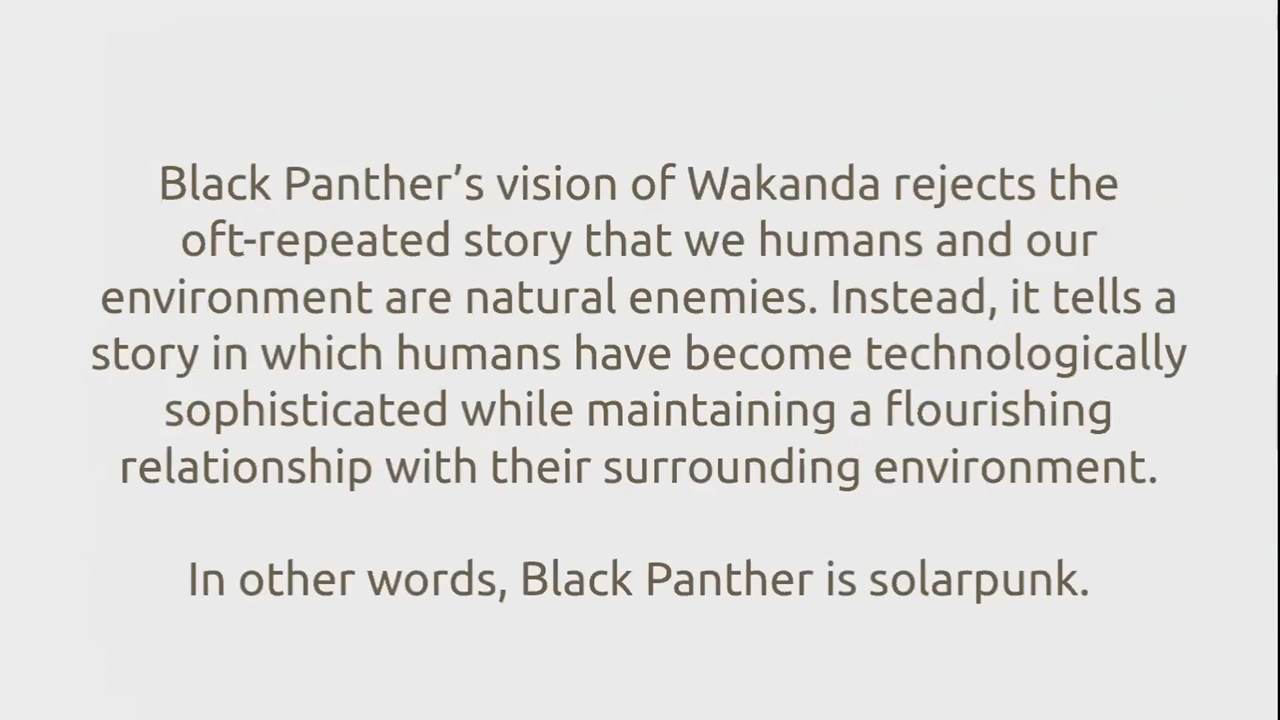 Black Panther’s vision of Wakanda rejects the
oft-repeated story that we humans and our
environment are natural enemies. Instead, it tells a
story in which humans have become technologically
sophisticated while maintaining a flourishing
relationship with their surrounding environment.
In other words, Black Panther is solarpunk.